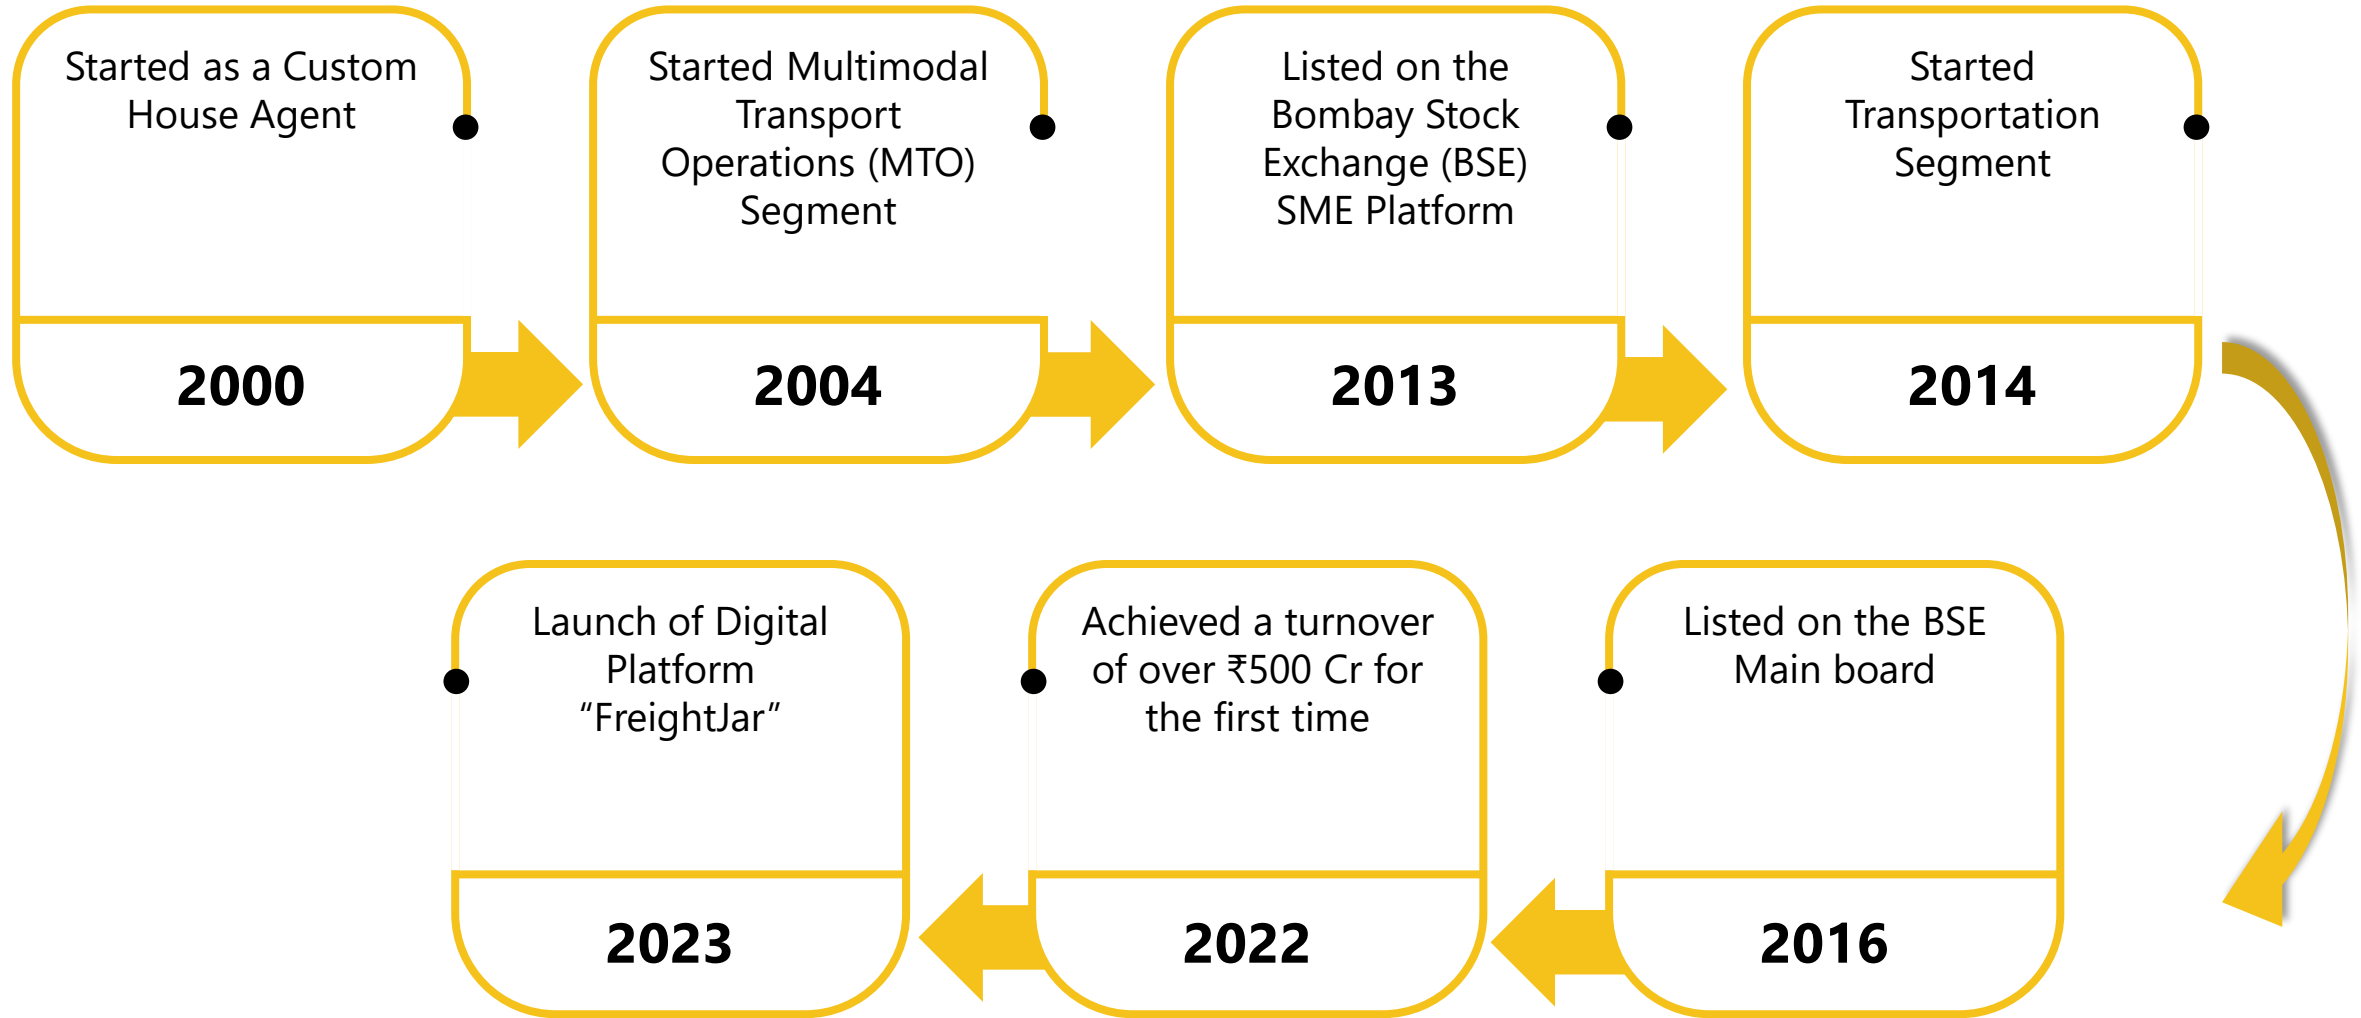 Started as a Custom
House Agent
2000
Started Multimodal
Transport
Operations (MTO)
Segment
2004
Listed on the
Bombay Stock
Exchange (BSE)
SME Platform
2013
Started
Transportation
Segment
2014
Listed on the BSE
Main board
2016
Achieved a turnover
of over ₹500 Cr for
the first time
2022
Launch of Digital
Platform
“FreightJar”
2023